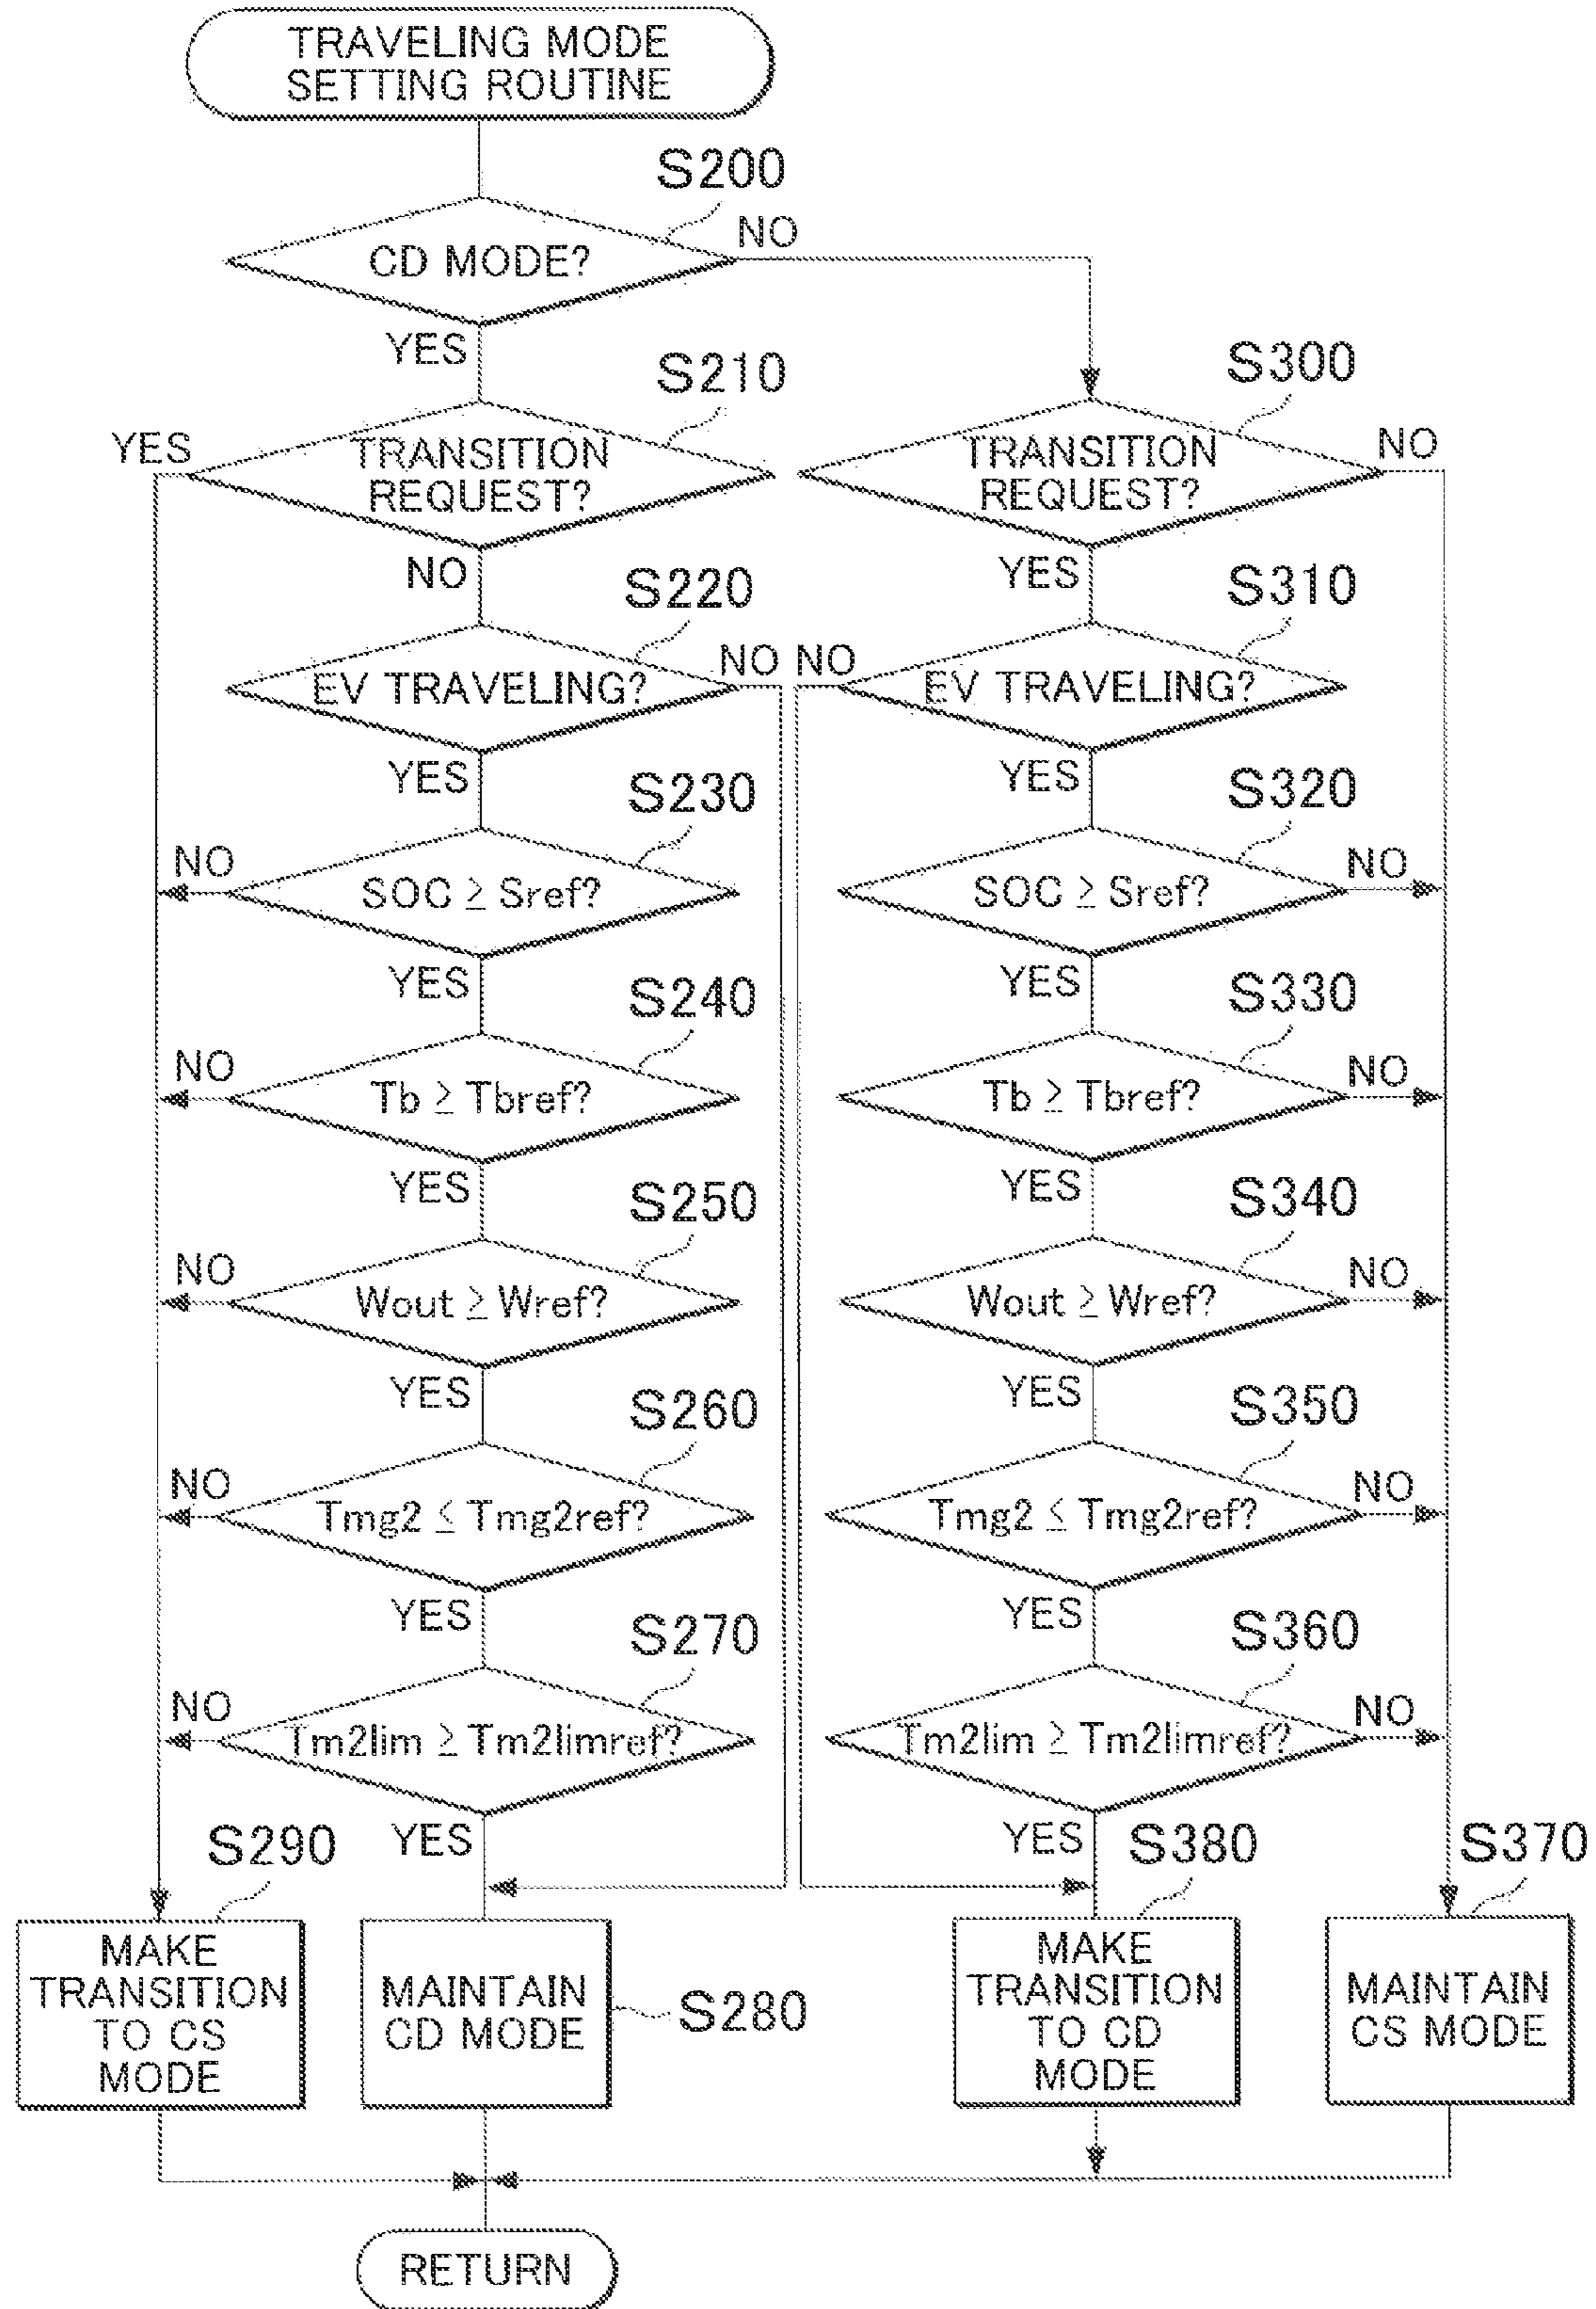 TRAVELING MODE
SETTING ROUTINE
S200
CD MODE?
NO
YES
S210
YES
TRANSITION
REQUEST?
NO
S300
TRANSITION
REQUEST?
NO
YES
S220
EV TRAVELING?
NO
YES
S310
NO
EV TRAVELING?
YES
S230
NO
SOC ≥ Sref?
YES
S320
SOC ≥ Sref?
NO
YES
S240
NO
Tb ≥ Tbref?
YES
S330
Tb ≥ Tbref?
NO
YES
S250
NO
Wout ≥ Wref?
YES
S340
Wout ≥ Wref?
NO
YES
S260
NO
Tmg2 ≤ Tmg2ref?
YES
S350
Tmg2 ≤ Tmg2ref?
NO
YES
S270
NO
Tm2lim ≥ Tm2limref?
YES
S360
Tm2lim ≥ Tm2limref?
NO
YES
S290
MAKE
TRANSITION
TO CS
MODE
MAINTAIN
CD MODE
S280
S380
MAKE
TRANSITION
TO CD
MODE
S370
MAINTAIN
CS MODE
RETURN